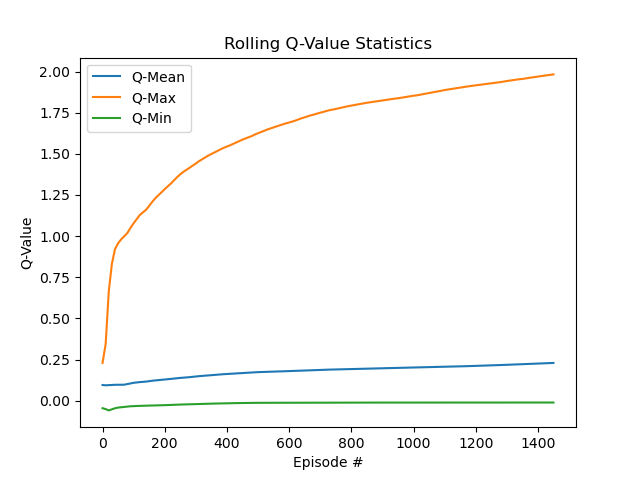 Rolling Q-Value Statistics
Q-Mean
Q-Max
Q-Min
2.00
1.75
1.50
1.25
1.00
0.75
0.50
0.25
0.00
Q-Value
0 200 400 600 800 1000 1200 1400
Episode #